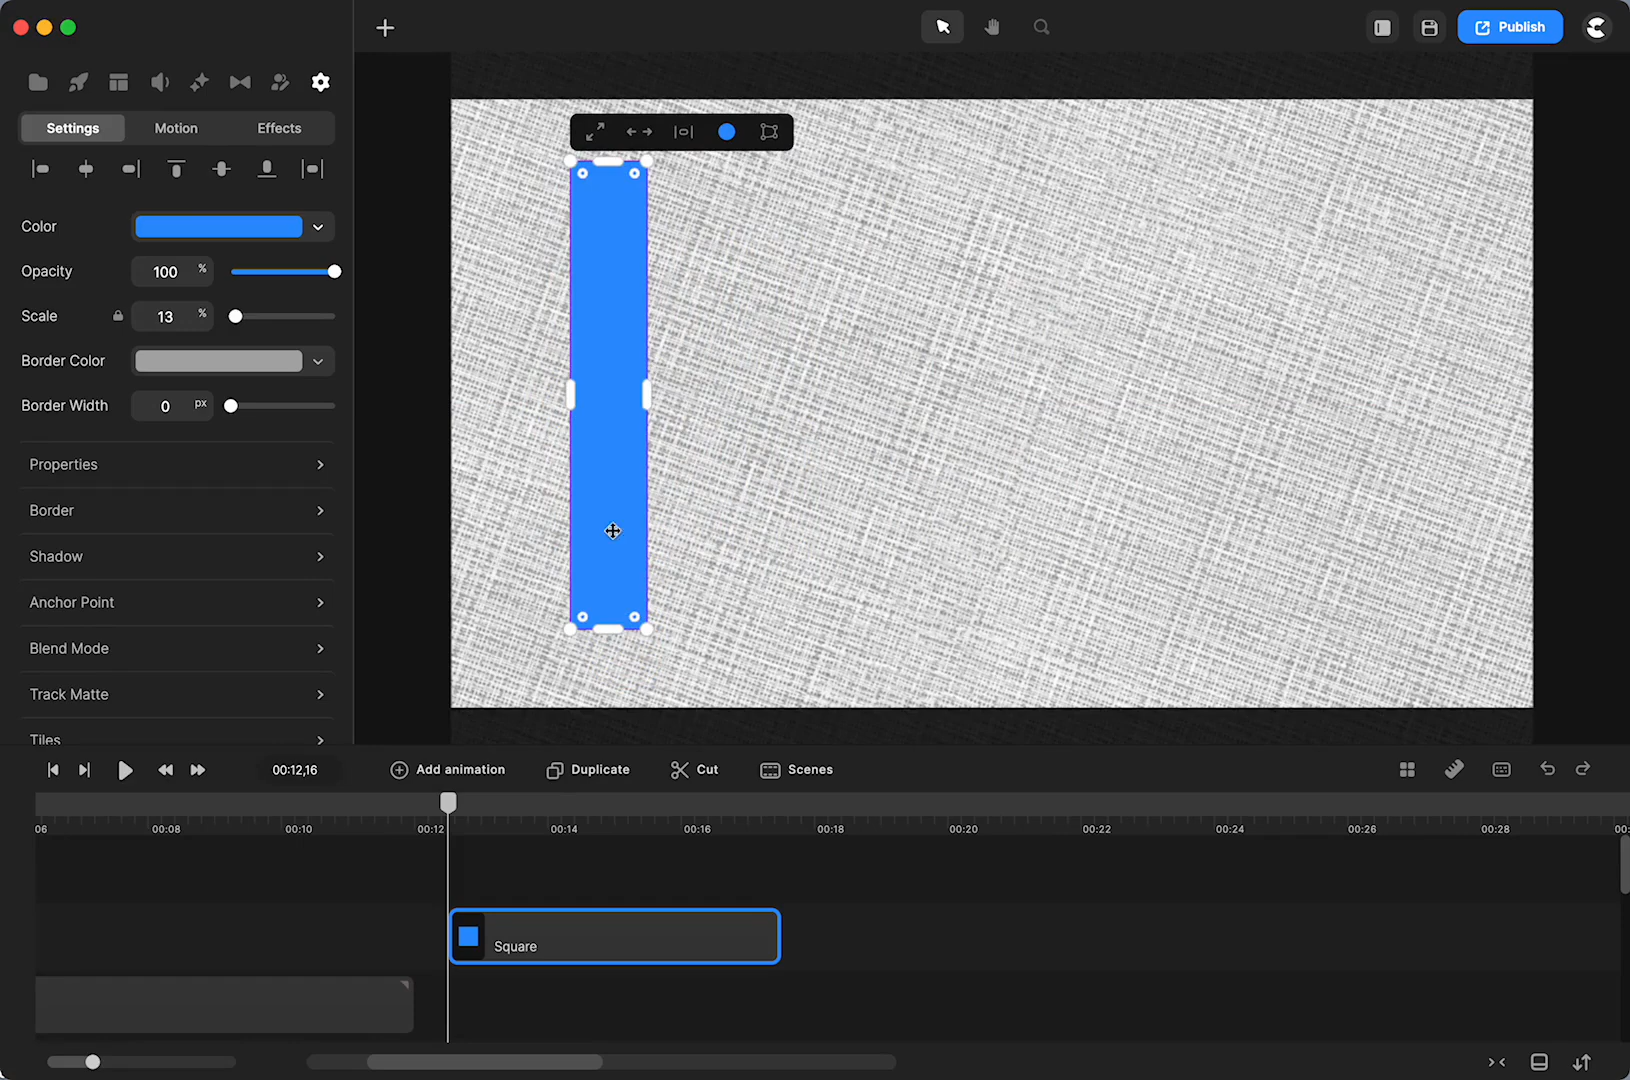 Publish
Settings Motion Effects
Color
Opacity 100 %
Scale 13 %
Border Color
Border Width 0 px
Properties
Border
Shadow
Anchor Point
Blend Mode
Track Matte
Tiles
00:12,16 Add animation Duplicate Cut Scenes
06 00:08 00:10 00:12 00:14 00:16 00:18 00:20 00:22 00:24 00:26 00:28 00:
Square